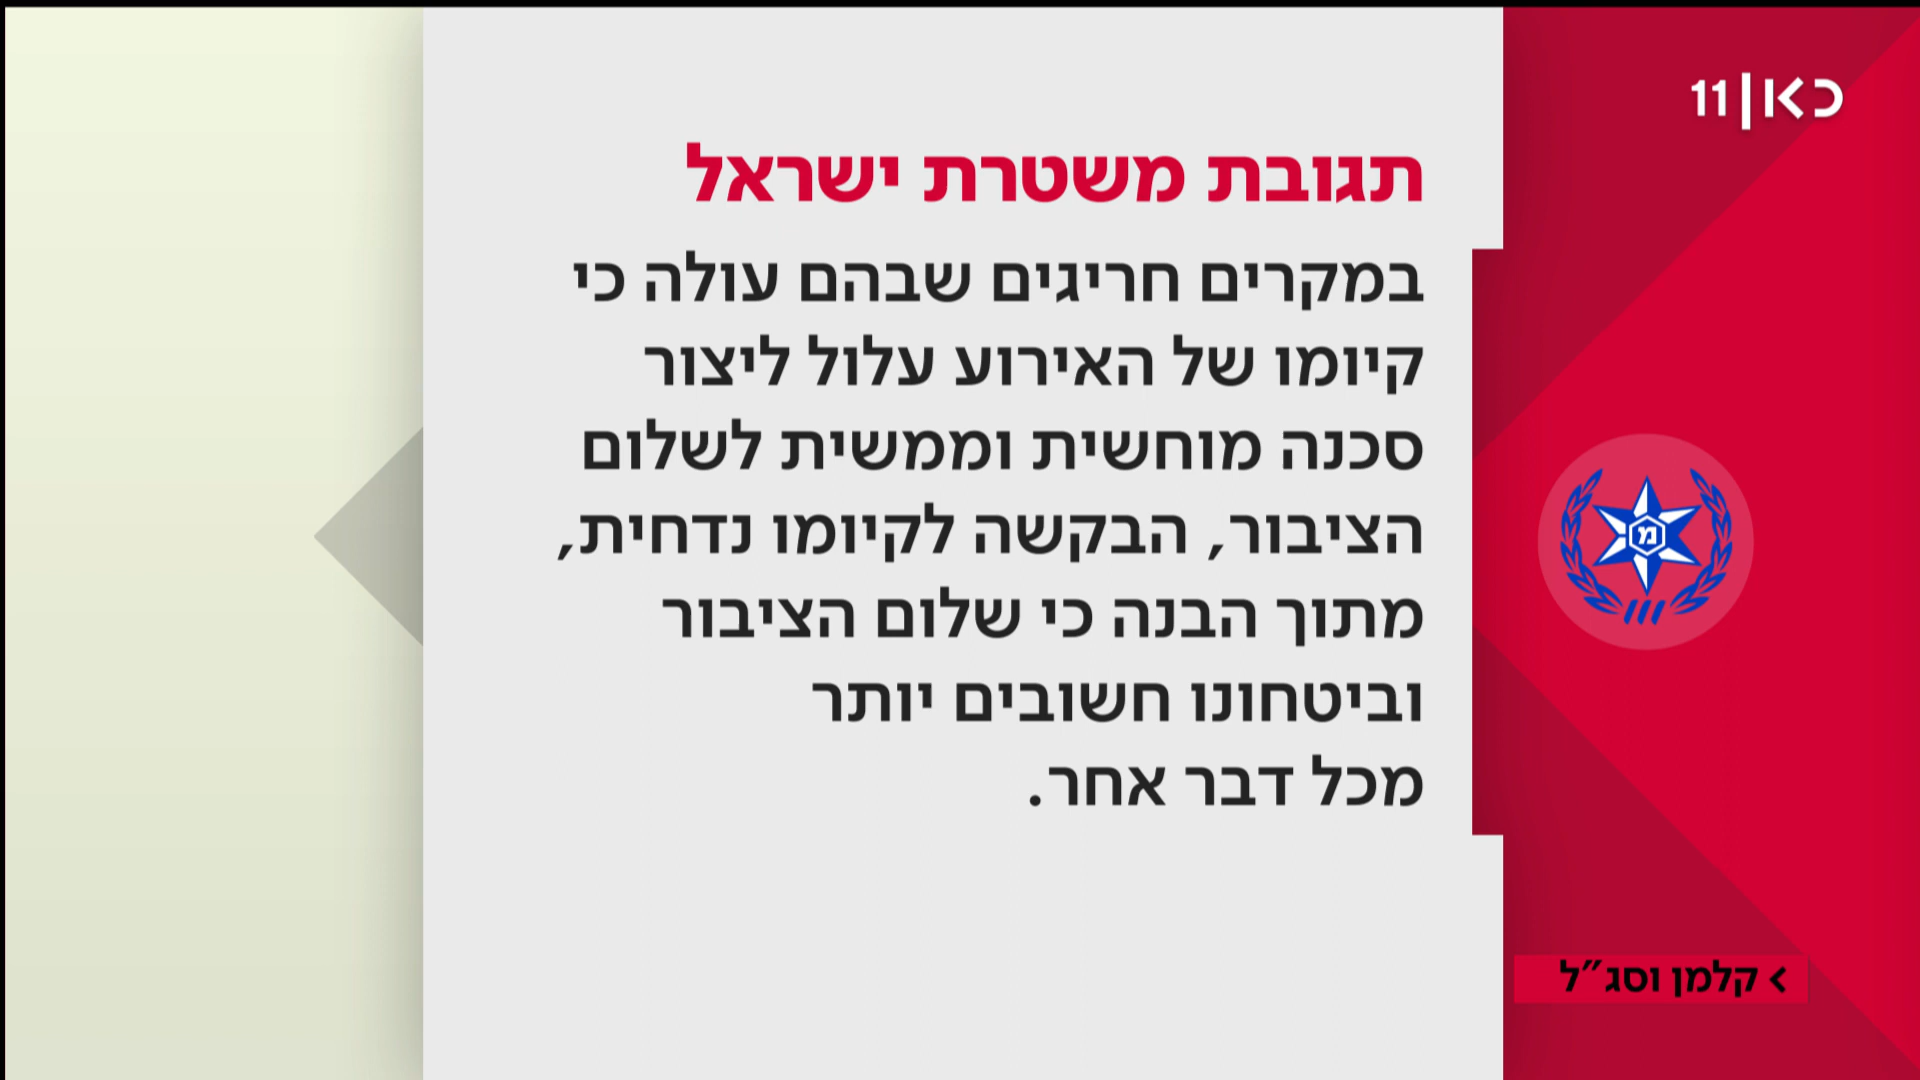 כאן 11
תגובת משטרת ישראל
במקרים חריגים שבהם עולה כי
קיומו של האירוע עלול ליצור
סכנה מוחשית וממשית לשלום
הציבור, הבקשה לקיומו נדחית,
מתוך הבנה כי שלום הציבור
וביטחונו חשובים יותר
מכל דבר אחר.
מ
קלמן וסג״ל